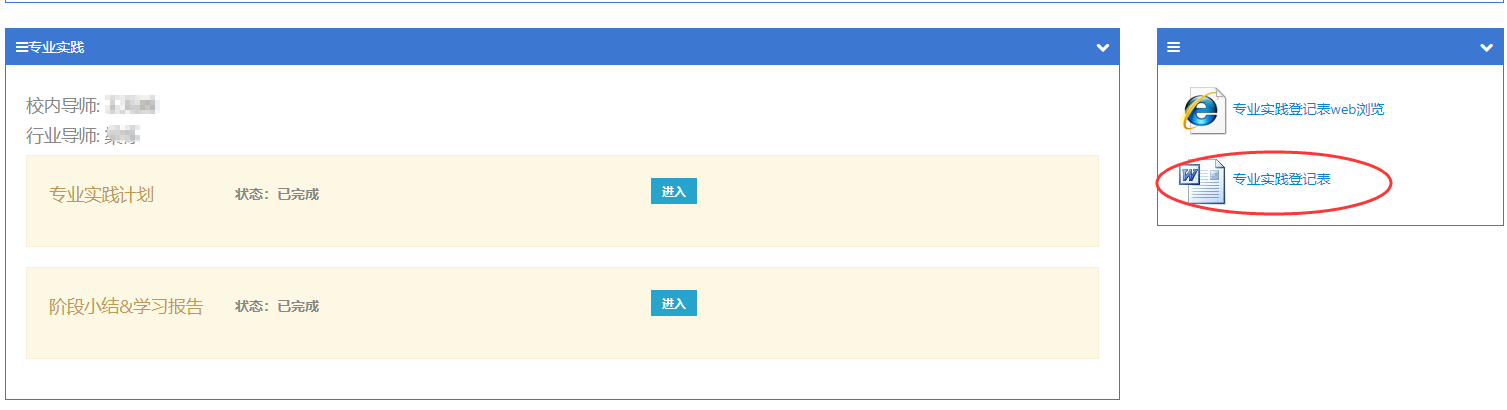 专业实践
校内导师:
行业导师:
专业实践计划
状态：已完成
进入
阶段小结&学习报告
状态：已完成
进入
专业实践登记表web浏览
专业实践登记表